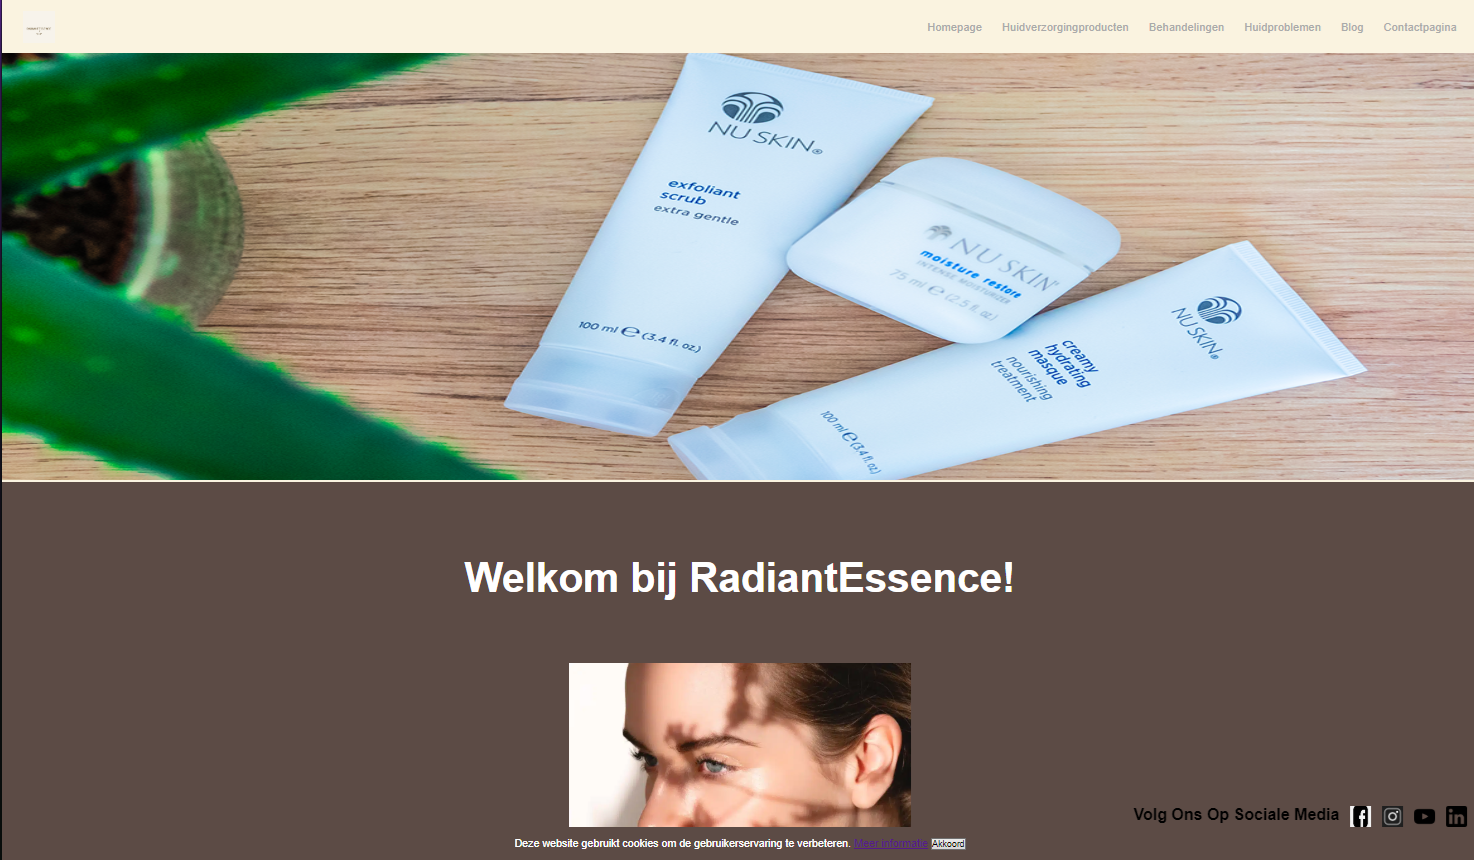 Homepage Huidverzorgingproducten Behandelingen Huidproblemen Blog Contactpagina
NU SKIN®
exfoliant
scrub
extra gentle
100 ml ℮ (3.4 fl. oz.)
NU SKIN®
moisture restore
INTENSE MOISTURIZER
75 ml ℮ (2.5 fl. oz.)
NU SKIN®
creamy
hydrating
masque
nourishing
treatment
100 ml ℮ (3.4 fl. oz.)
Welkom bij RadiantEssence!
Volg Ons Op Sociale Media
Deze website gebruikt cookies om de gebruikerservaring te verbeteren. Meer informatie Akkoord